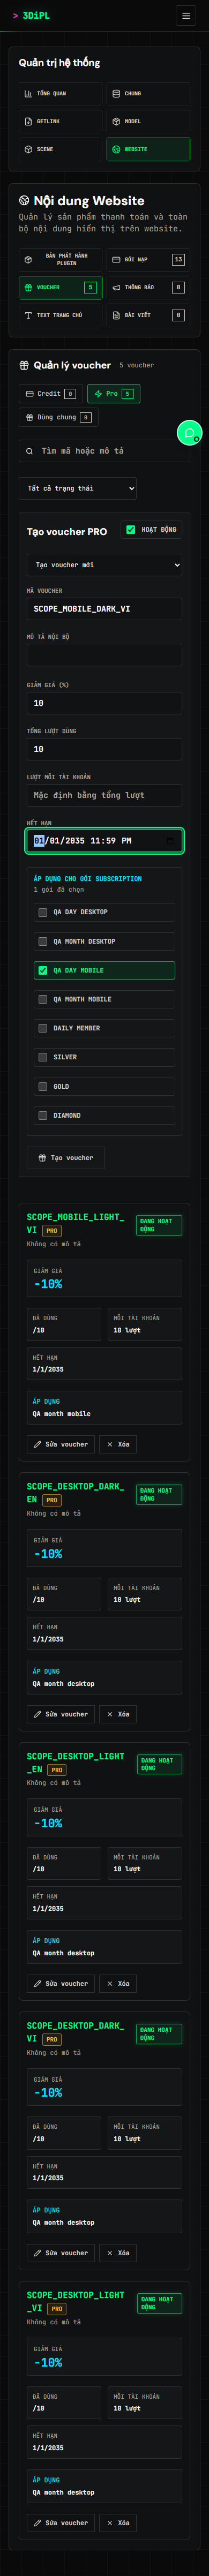 > 3DiPL
Quản trị hệ thống
TỔNG QUAN
CHUNG
GETLINK
MODEL
SCENE
WEBSITE
Nội dung Website
Quản lý sản phẩm thanh toán và toàn
bộ nội dung hiển thị trên website.
BẢN PHÁT HÀNH
PLUGIN
GÓI NẠP 13
VOUCHER 5
THÔNG BÁO 0
TEXT TRANG CHỦ
BÀI VIẾT 0
Quản lý voucher 5 voucher
Credit 0
Pro 5
Dùng chung 0
Tìm mã hoặc mô tả
Tất cả trạng thái
Tạo voucher PRO
HOẠT ĐỘNG
Tạo voucher mới
MÃ VOUCHER
SCOPE_MOBILE_DARK_VI
MÔ TẢ NỘI BỘ
GIẢM GIÁ (%)
10
TỔNG LƯỢT DÙNG
10
LƯỢT MỖI TÀI KHOẢN
Mặc định bằng tổng lượt
HẾT HẠN
01/01/2035 11:59 PM
ÁP DỤNG CHO GÓI SUBSCRIPTION
1 gói đã chọn
QA DAY DESKTOP
QA MONTH DESKTOP
QA DAY MOBILE
QA MONTH MOBILE
DAILY MEMBER
SILVER
GOLD
DIAMOND
Tạo voucher
SCOPE_MOBILE_LIGHT_
VI PRO
ĐANG HOẠT
ĐỘNG
Không có mô tả
GIẢM GIÁ
-10%
ĐÃ DÙNG
/10
MỖI TÀI KHOẢN
10 lượt
HẾT HẠN
1/1/2035
ÁP DỤNG
QA month mobile
Sửa voucher
Xóa
SCOPE_DESKTOP_DARK_
EN PRO
ĐANG HOẠT
ĐỘNG
Không có mô tả
GIẢM GIÁ
-10%
ĐÃ DÙNG
/10
MỖI TÀI KHOẢN
10 lượt
HẾT HẠN
1/1/2035
ÁP DỤNG
QA month desktop
Sửa voucher
Xóa
SCOPE_DESKTOP_LIGHT
_EN PRO
ĐANG HOẠT
ĐỘNG
Không có mô tả
GIẢM GIÁ
-10%
ĐÃ DÙNG
/10
MỖI TÀI KHOẢN
10 lượt
HẾT HẠN
1/1/2035
ÁP DỤNG
QA month desktop
Sửa voucher
Xóa
SCOPE_DESKTOP_DARK_
VI PRO
ĐANG HOẠT
ĐỘNG
Không có mô tả
GIẢM GIÁ
-10%
ĐÃ DÙNG
/10
MỖI TÀI KHOẢN
10 lượt
HẾT HẠN
1/1/2035
ÁP DỤNG
QA month desktop
Sửa voucher
Xóa
SCOPE_DESKTOP_LIGHT
_VI PRO
ĐANG HOẠT
ĐỘNG
Không có mô tả
GIẢM GIÁ
-10%
ĐÃ DÙNG
/10
MỖI TÀI KHOẢN
10 lượt
HẾT HẠN
1/1/2035
ÁP DỤNG
QA month desktop
Sửa voucher
Xóa